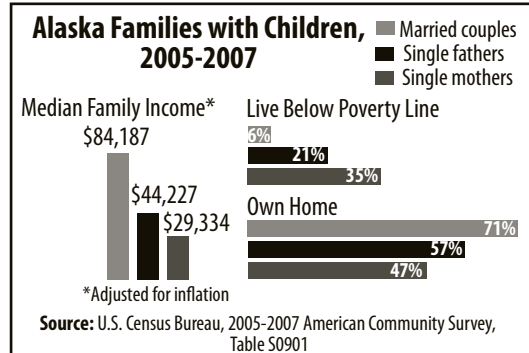 Alaska Families with Children,
2005-2007
Married couples
Single fathers
Single mothers
Median Family Income*
$84,187
$44,227
$29,334
*Adjusted for inflation
Live Below Poverty Line
6%
21%
35%
Own Home
71%
57%
47%
Source: U.S. Census Bureau, 2005-2007 American Community Survey,
Table S0901